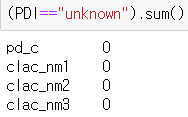 (PDI=="unknown").sum()
pd_c 0
clac_nm1 0
clac_nm2 0
clac_nm3 0